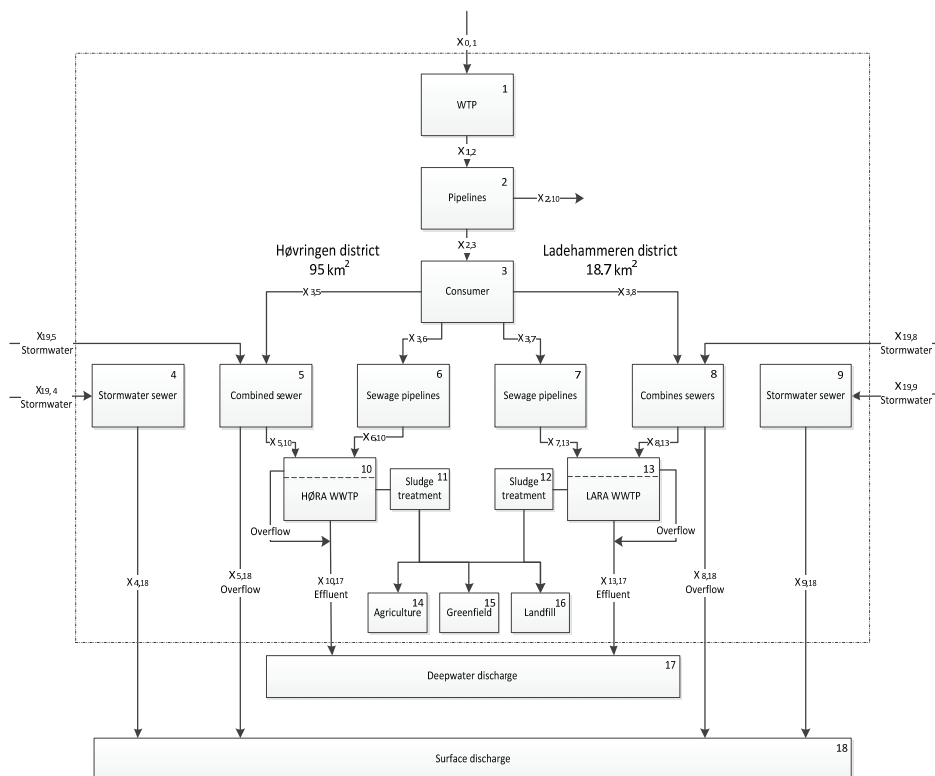 X0,1
1
WTP
X1,2
2
Pipelines
X2,10
X2,3
Høvringen district
95 km2
Ladehammeren district
18.7 km2
3
Consumer
X3,5
X3,8
X3,6
X3,7
X19,5
Stormwater
X19,8
Stormwater
X19,4
Stormwater
X19,9
Stormwater
4
Stormwater sewer
5
Combined sewer
6
Sewage pipelines
7
Sewage pipelines
8
Combines sewers
9
Stormwater sewer
X5,10
X6,10
X7,13
X8,13
10
HØRA WWTP
11
Sludge
treatment
12
Sludge
treatment
13
LARA WWTP
Overflow
Overflow
X4,18
X5,18
Overflow
X10,17
Effluent
X13,17
Effluent
X8,18
Overflow
X9,18
14
Agriculture
15
Greenfield
16
Landfill
17
Deepwater discharge
18
Surface discharge